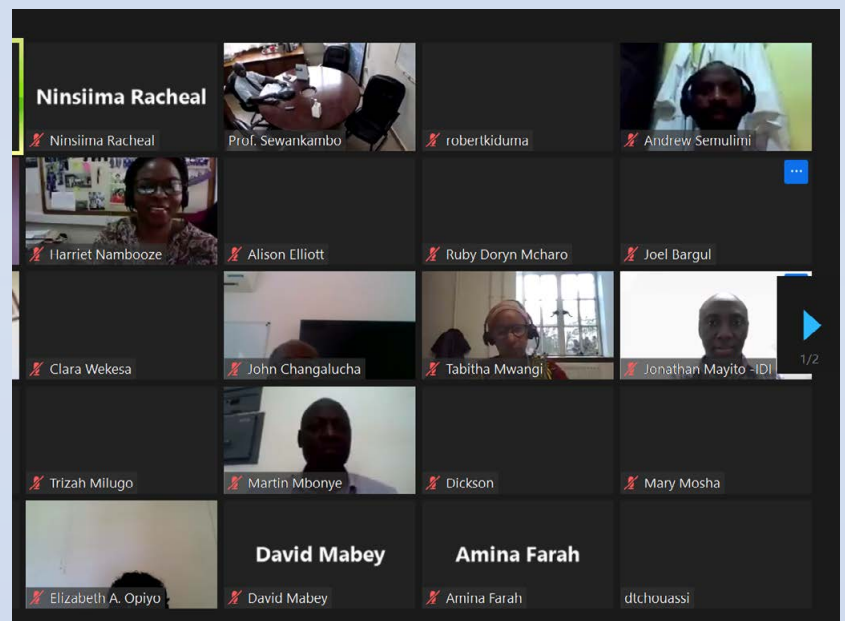 Ninsiima Racheal
Ninsiima Racheal
Prof. Sewankambo
robertkiduma
Andrew Semulimi
Harriet Nambooze
Alison Elliott
Ruby Doryn Mcharo
Joel Bargul
Clara Wekesa
John Changalucha
Tabitha Mwangi
Jonathan Mayito -IDI
1/2
Trizah Milugo
Martin Mbonye
Dickson
Mary Mosha
Elizabeth A. Opiyo
David Mabey
David Mabey
Amina Farah
Amina Farah
dtchouassi